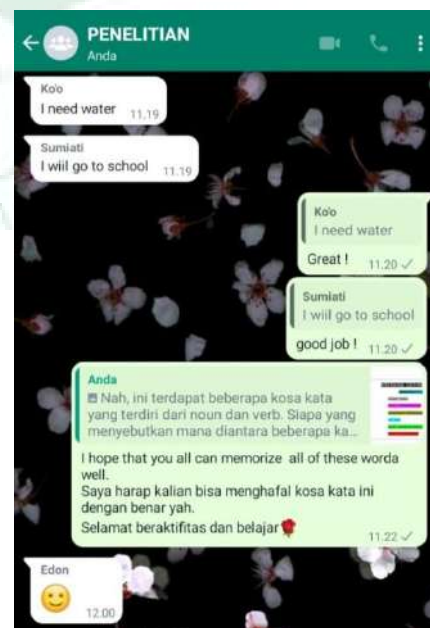 PENELITIAN
Anda
Ko'o
I need water 11.19
Sumiati
I wiil go to school 11.19
Ko'o
I need water
Great ! 11.20
Sumiati
I wiil go to school
good job ! 11.20
Anda
Nah, ini terdapat beberapa kosa kata
yang terdiri dari noun dan verb. Siapa yang
menyebutkan mana diantara beberapa ka...
I hope that you all can memorize all of these worda
well.
Saya harap kalian bisa menghafal kosa kata ini
dengan benar yah.
Selamat beraktifitas dan belajar🌹
11.22
Edon
🙂
12.00